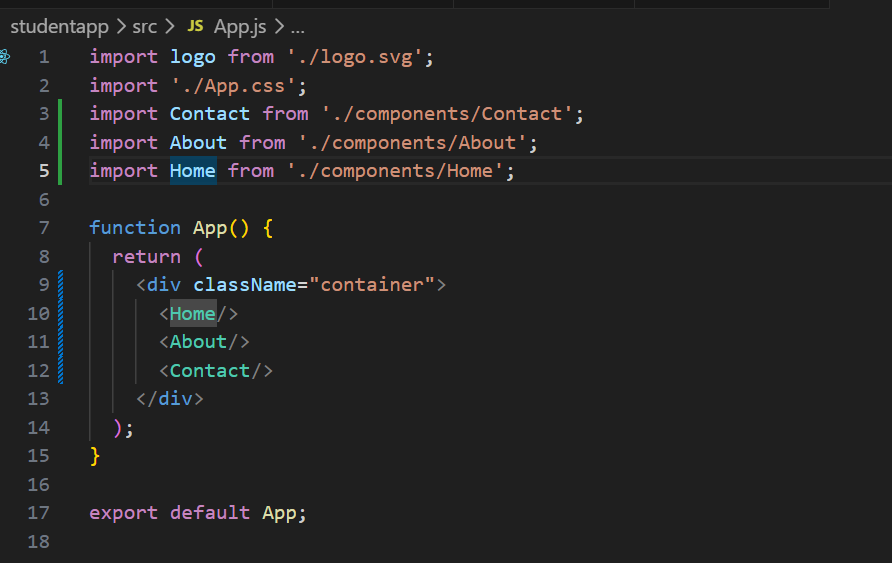 studentapp > src > JS App.js > ...
1 import logo from './logo.svg';
2 import './App.css';
3 import Contact from './components/Contact';
4 import About from './components/About';
5 import Home from './components/Home';
6
7 function App() {
8   return (
9     <div className="container">
10       <Home/>
11       <About/>
12       <Contact/>
13     </div>
14   );
15 }
16
17 export default App;
18